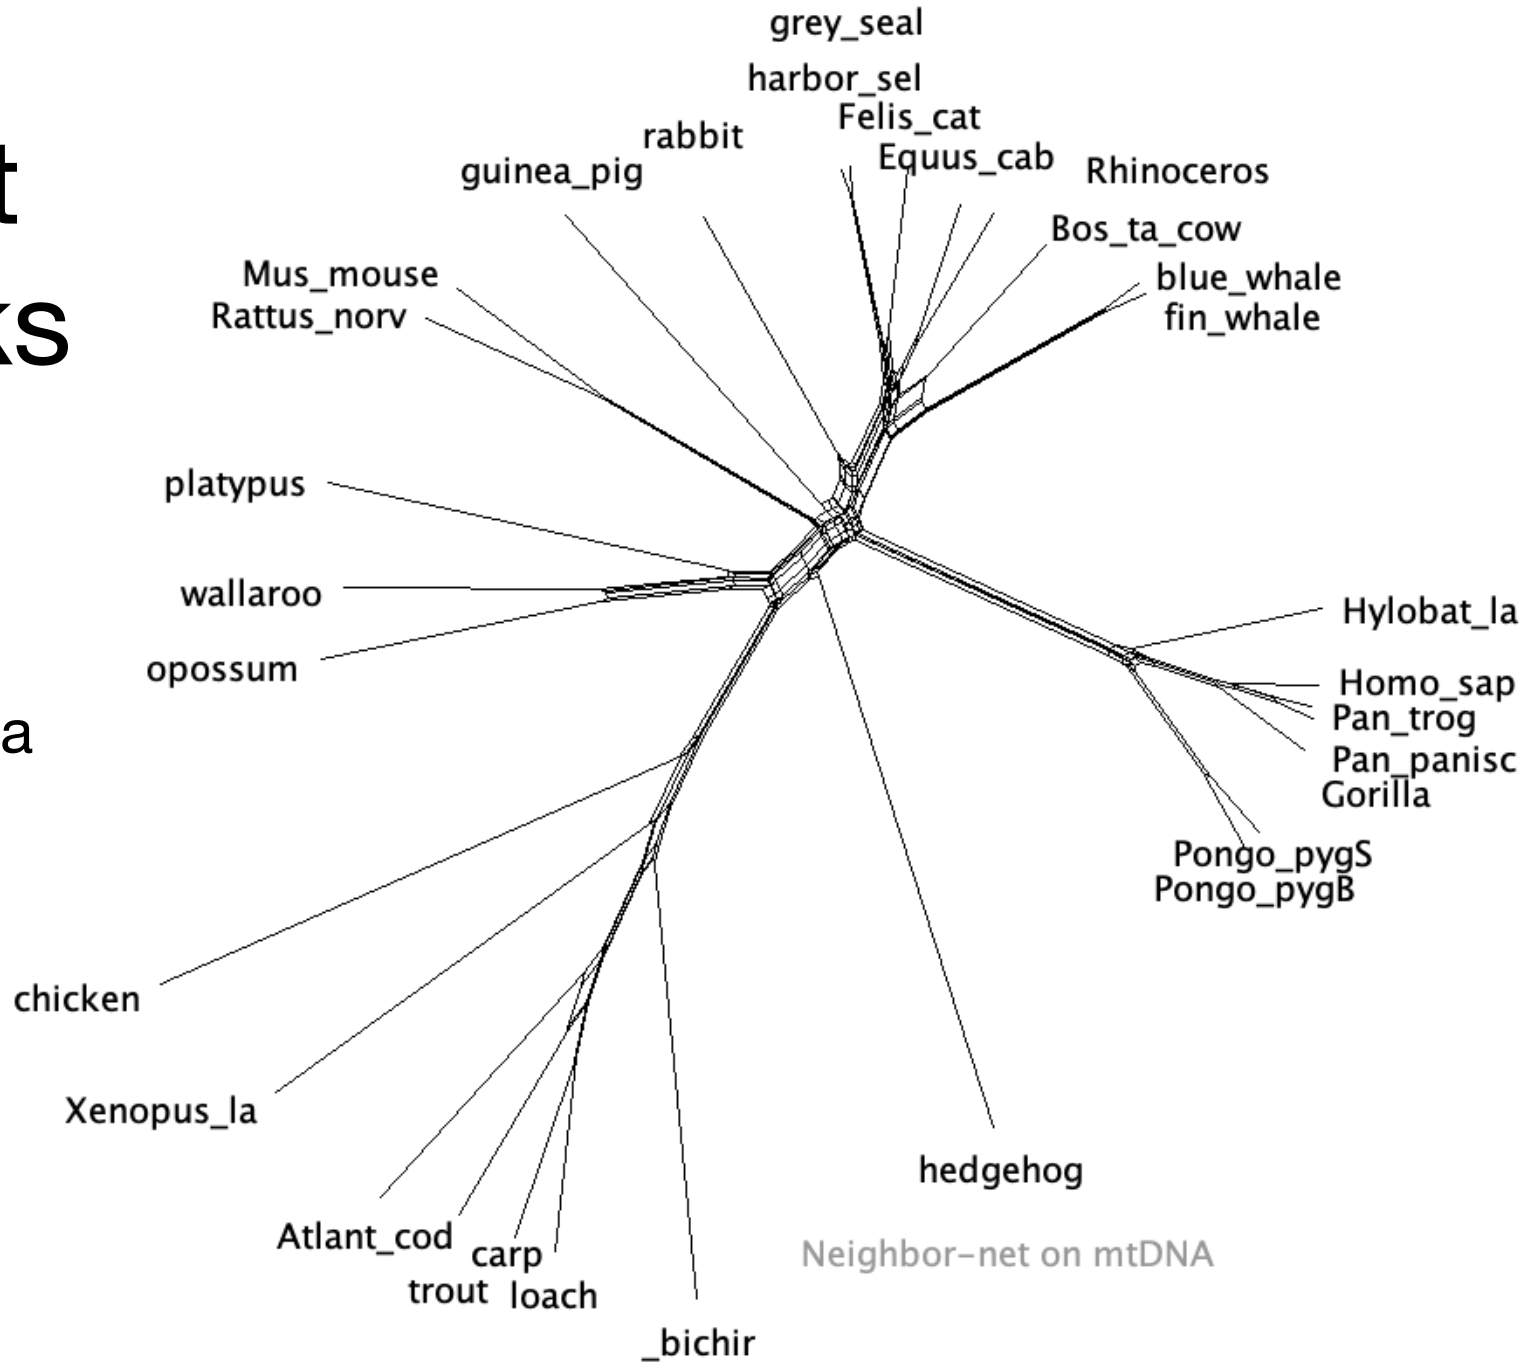 grey_seal
harbor_sel
Felis_cat
rabbit
Equus_cab
guinea_pig
Rhinoceros
t
Bos_ta_cow
Mus_mouse
blue_whale
Rattus_norv
fin_whale
ks
platypus
wallaroo
Hylobat_la
opossum
Homo_sap
Pan_trog
a
Pan_panisc
Gorilla
Pongo_pygS
Pongo_pygB
chicken
Xenopus_la
hedgehog
Atlant_cod
carp
Neighbor-net on mtDNA
trout
loach
_bichir